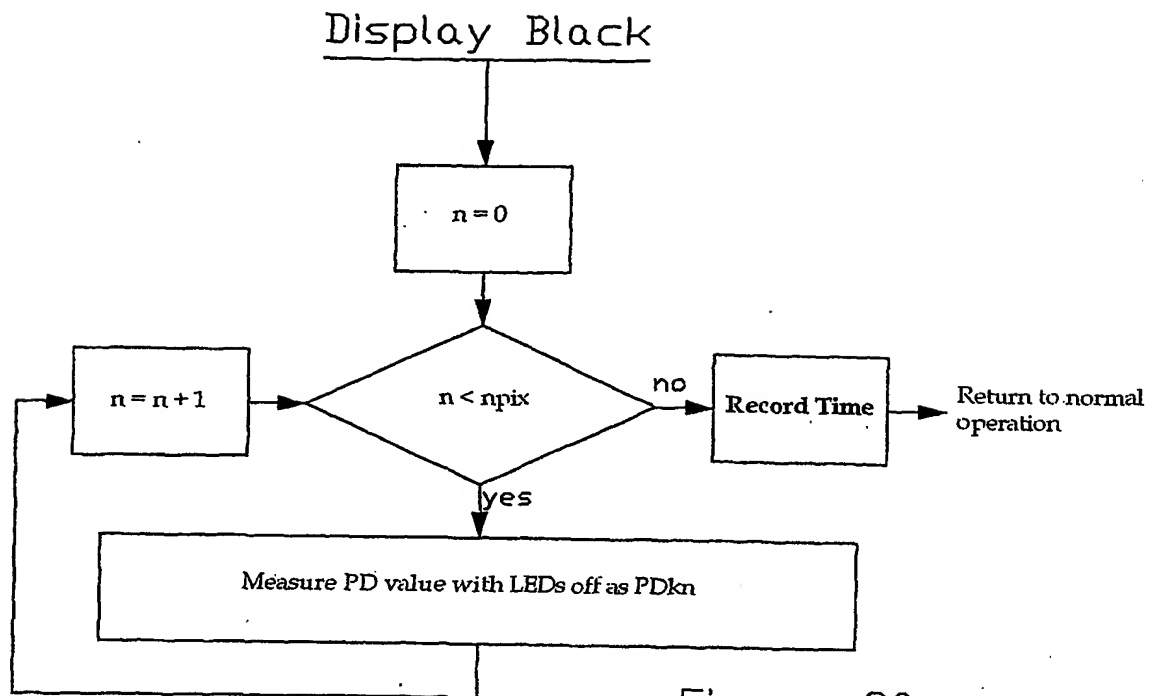 Display Black
n = 0
n = n + 1
n < npix
no
Record Time
Return to normal
operation
yes
Measure PD value with LEDs off as PDkn